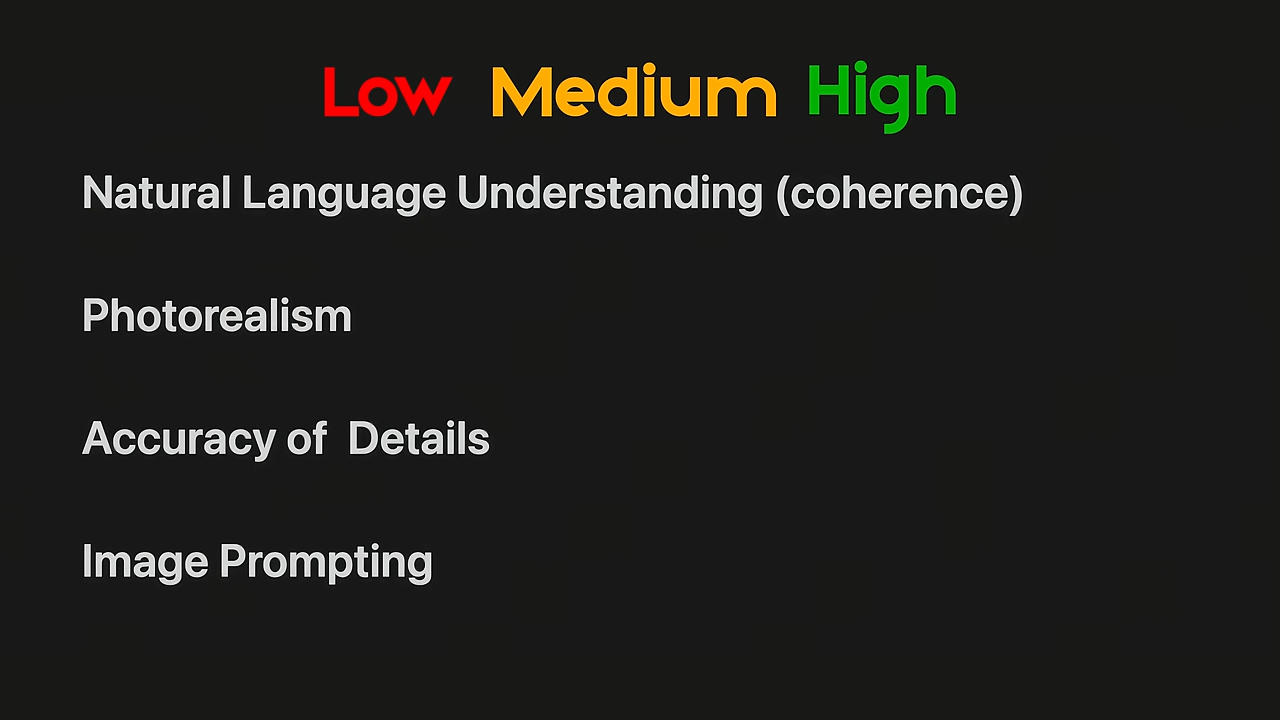 Low Medium High
Natural Language Understanding (coherence)
Photorealism
Accuracy of  Details
Image Prompting